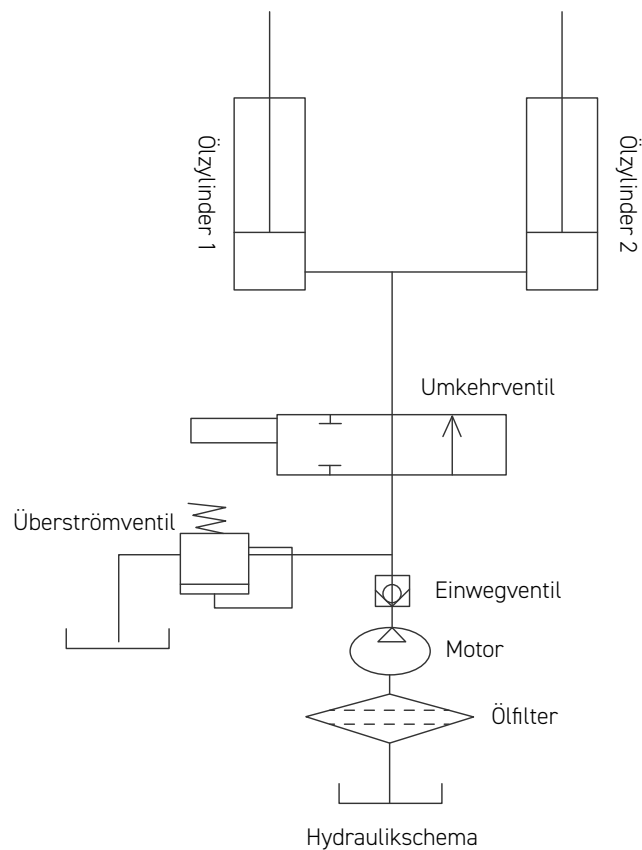 Ölzylinder 1
Ölzylinder 2
Umkehrventil
Überströmventil
Einwegventil
Motor
Ölfilter
Hydraulikschema